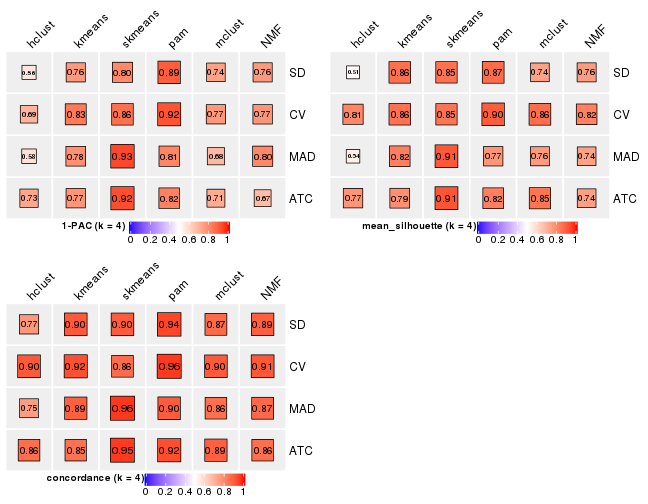 hclust kmeans skmeans pam mclust NMF
0.56 0.76 0.80 0.89 0.74 0.76 SD
0.69 0.83 0.86 0.92 0.77 0.77 CV
0.58 0.78 0.93 0.81 0.68 0.80 MAD
0.73 0.77 0.92 0.82 0.71 0.67 ATC
1-PAC (k = 4)
0 0.2 0.4 0.6 0.8 1
hclust kmeans skmeans pam mclust NMF
0.51 0.86 0.85 0.87 0.74 0.76 SD
0.81 0.86 0.85 0.90 0.86 0.82 CV
0.54 0.82 0.91 0.77 0.76 0.74 MAD
0.77 0.79 0.91 0.82 0.85 0.74 ATC
mean_silhouette (k = 4)
0 0.2 0.4 0.6 0.8 1
hclust kmeans skmeans pam mclust NMF
0.77 0.90 0.90 0.94 0.87 0.89 SD
0.90 0.92 0.86 0.96 0.90 0.91 CV
0.75 0.89 0.96 0.90 0.86 0.87 MAD
0.86 0.85 0.95 0.92 0.89 0.86 ATC
concordance (k = 4)
0 0.2 0.4 0.6 0.8 1